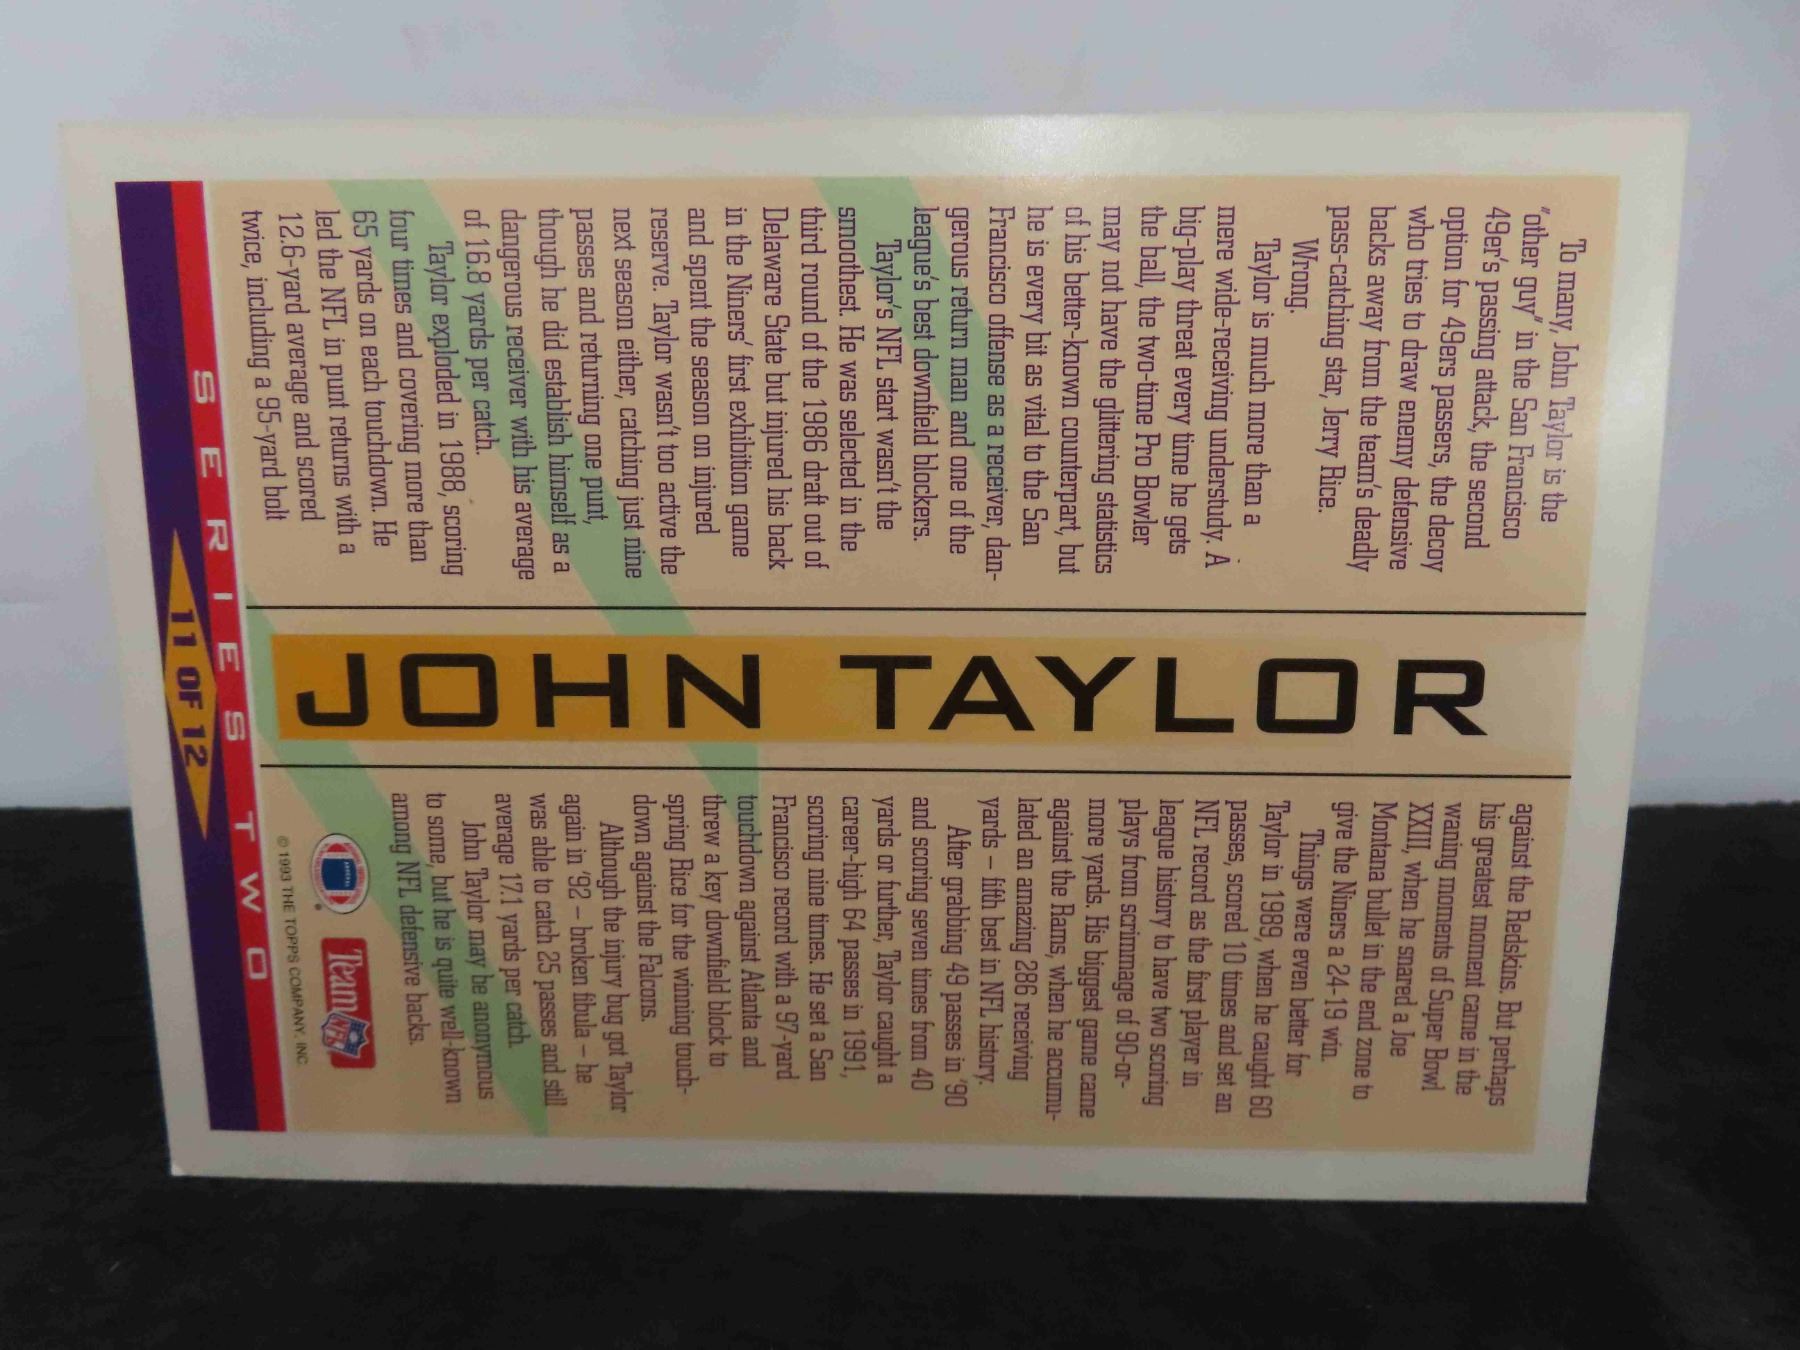 To many, John Taylor is the
"other guy" in the San Francisco
49er's passing attack, the second
option for 49ers passers, the decoy
who tries to draw enemy defensive
backs away from the team's deadly
pass-catching star, Jerry Rice.
Wrong.
Taylor is much more than a
mere wide-receiving understudy. A
big-play threat every time he gets
the ball, the two-time Pro Bowler
may not have the glittering statistics
of his better-known counterpart, but
he is every bit as vital to the San
Francisco offense as a receiver, dan-
gerous return man and one of the
league's best downfield blockers.
Taylor's NFL start wasn't the
smoothest. He was selected in the
third round of the 1986 draft out of
Delaware State but injured his back
in the Niners' first exhibition game
and spent the season on injured
reserve. Taylor wasn't too active the
next season either, catching just nine
passes and returning one punt,
though he did establish himself as a
dangerous receiver with his average
of 16.8 yards per catch.
Taylor exploded in 1988, scoring
four times and covering more than
65 yards on each touchdown. He
led the NFL in punt returns with a
12.6-yard average and scored
twice, including a 95-yard bolt
JOHN TAYLOR
against the Redskins. But perhaps
his greatest moment came in the
waning moments of Super Bowl
XXIII, when he snared a Joe
Montana bullet in the end zone to
give the Niners a 24-19 win.
Things were even better for
Taylor in 1989, when he caught 60
passes, scored 10 times and set an
NFL record as the first player in
league history to have two scoring
plays from scrimmage of 90-or-
more yards. His biggest game came
against the Rams, when he accumu-
lated an amazing 286 receiving
yards – fifth best in NFL history.
After grabbing 49 passes in '90
and scoring seven times from 40
yards or further, Taylor caught a
career-high 64 passes in 1991,
scoring nine times. He set a San
Francisco record with a 97-yard
touchdown against Atlanta and
threw a key downfield block to
spring Rice for the winning touch-
down against the Falcons.
Although the injury bug got Taylor
again in '92 – broken fibula – he
was able to catch 25 passes and still
average 17.1 yards per catch.
John Taylor may be anonymous
to some, but he is quite well-known
among NFL defensive backs.
Team NFL
© 1993 THE TOPPS COMPANY, INC.
SERIES TWO
11 OF 12